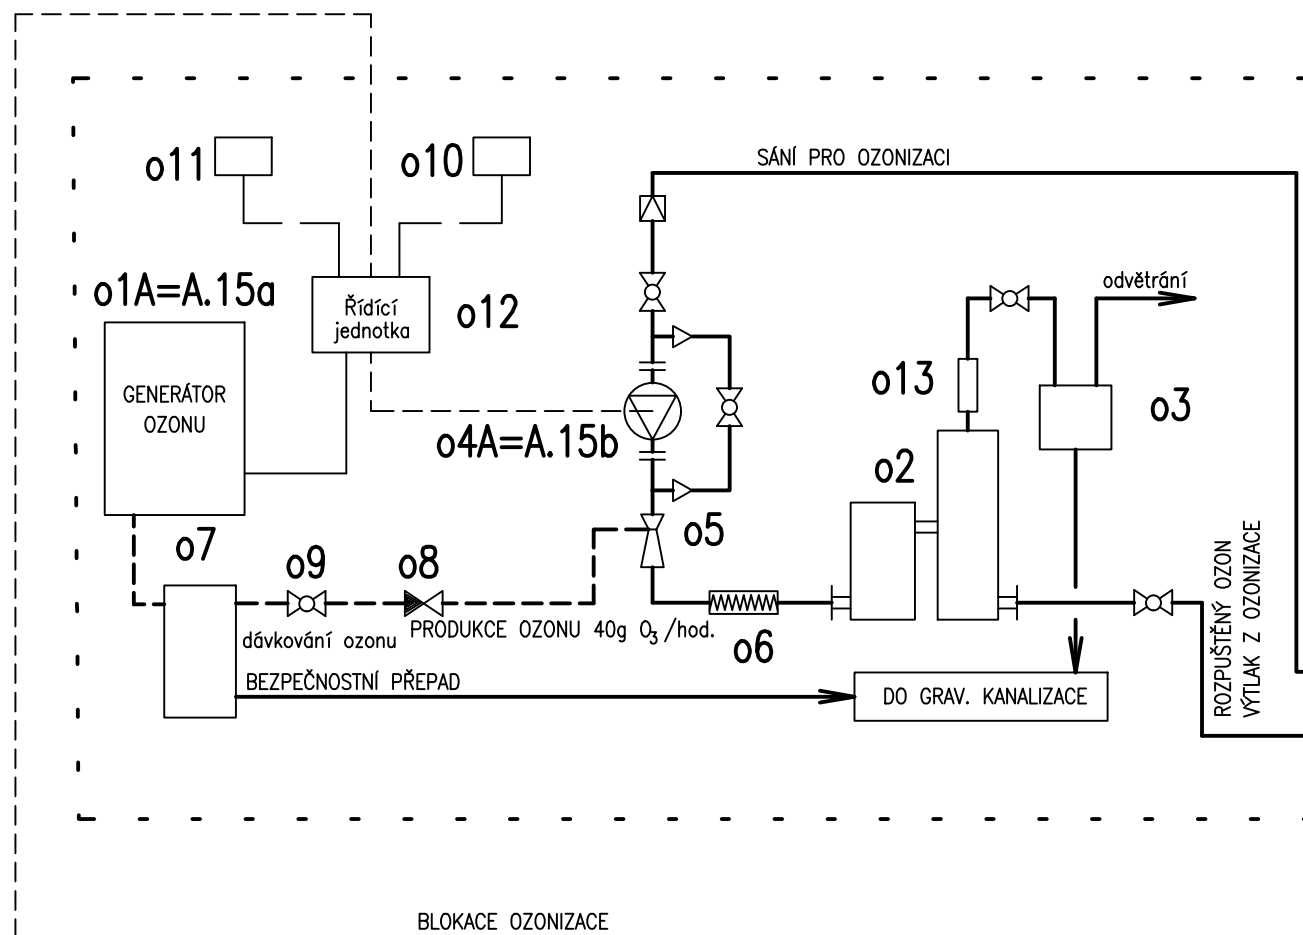 SÁNÍ PRO OZONIZACI
o11
o10
o1A=A.15a
Řídící
jednotka
o12
odvětrání
GENERÁTOR
OZONU
o13
o3
o4A=A.15b
o2
o5
o7
o9
o8
dávkování ozonu
PRODUKCE OZONU 40g O3/hod.
o6
BEZPEČNOSTNÍ PŘEPAD
DO GRAV. KANALIZACE
ROZPUŠTĚNÝ OZON
VÝTLAK Z OZONIZACE
BLOKACE OZONIZACE